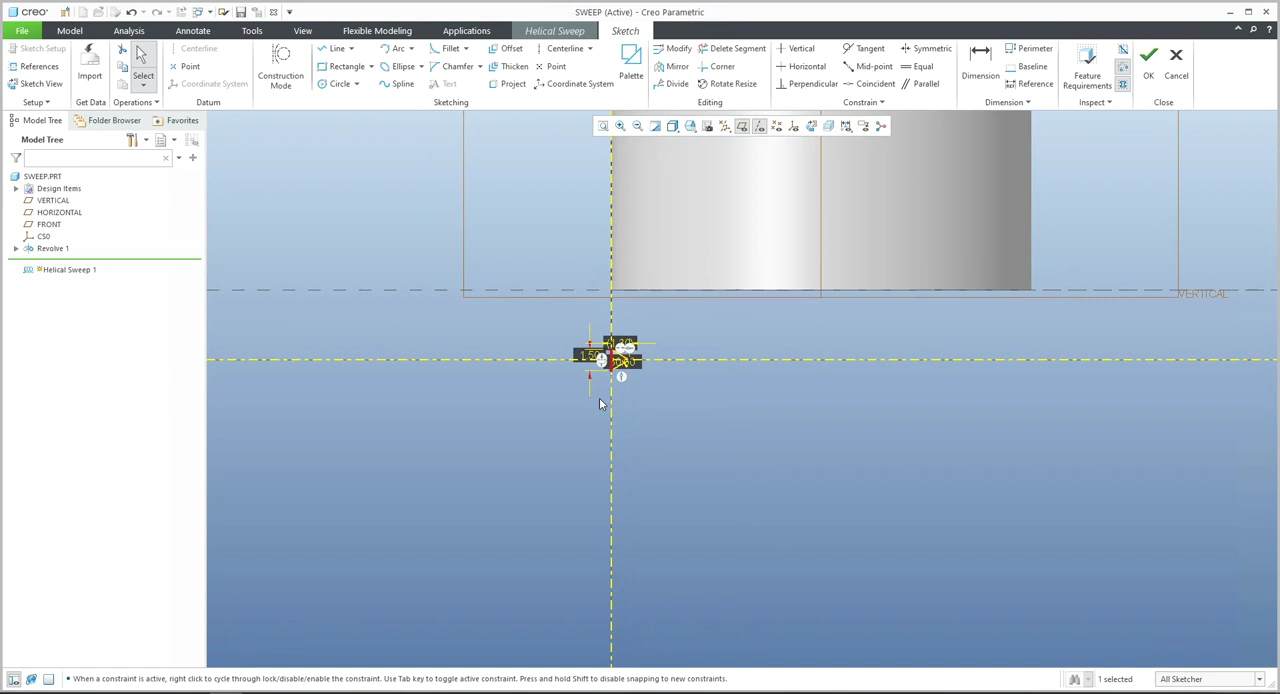 creo
SWEEP (Active) - Creo Parametric
File Model Analysis Annotate Tools View Flexible Modeling Applications Helical Sweep Sketch
Sketch Setup
References
Sketch View
Setup
Import
Get Data
Select
Operations
Centerline
Point
Coordinate System
Datum
Construction Mode
Line Arc Fillet Offset Centerline
Rectangle Ellipse Chamfer Thicken Point
Circle Spline Text Project Coordinate System
Palette
Sketching
Modify Delete Segment
Mirror Corner
Divide Rotate Resize
Editing
Vertical Tangent Symmetric
Horizontal Mid-point Equal
Perpendicular Coincident Parallel
Constrain
Dimension
Perimeter
Baseline
Reference
Dimension
Feature Requirements
Inspect
OK
Cancel
Close
Model Tree Folder Browser Favorites
Model Tree
SWEEP.PRT
Design Items
VERTICAL
HORIZONTAL
FRONT
CS0
Revolve 1
Helical Sweep 1
VERTICAL
• When a constraint is active, right click to cycle through lock/disable/enable the constraint. Use Tab key to toggle active constraint. Press and hold Shift to disable snapping to new constraints.
1 selected
All Sketcher